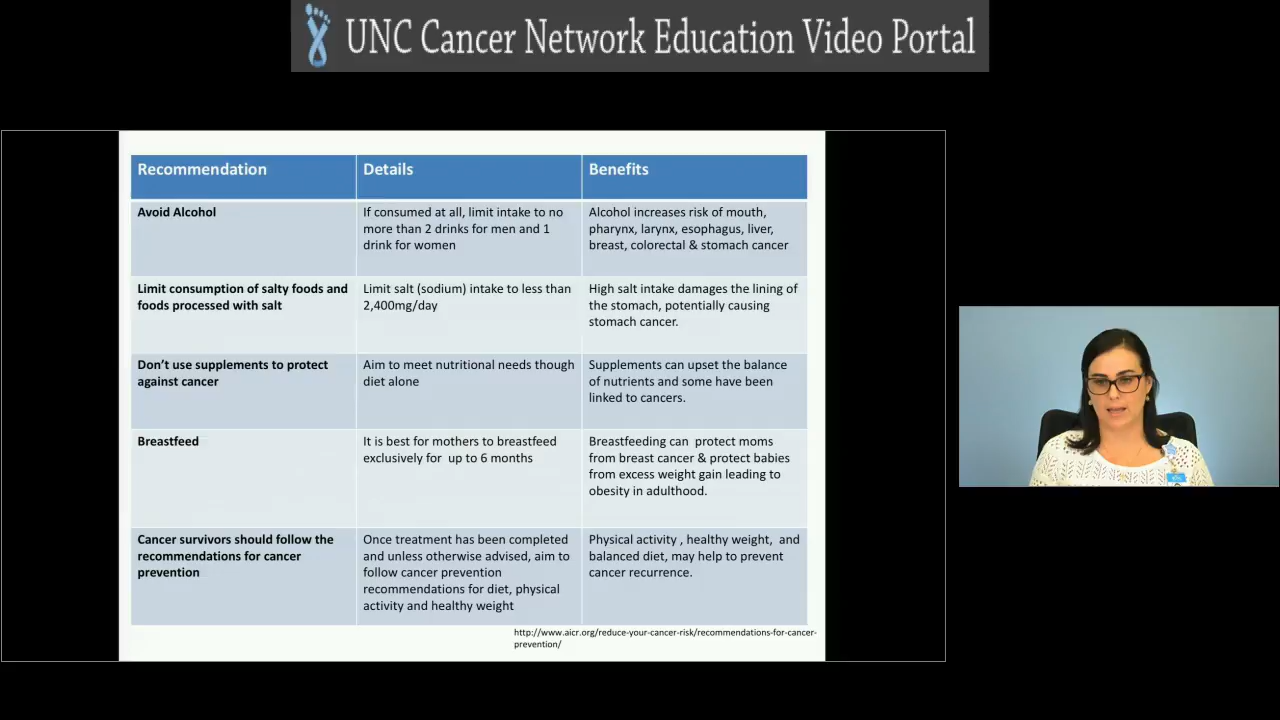 UNC Cancer Network Education Video Portal
Recommendation
Details
Benefits
Avoid Alcohol
If consumed at all, limit intake to no
more than 2 drinks for men and 1
drink for women
Alcohol increases risk of mouth,
pharynx, larynx, esophagus, liver,
breast, colorectal & stomach cancer
Limit consumption of salty foods and
foods processed with salt
Limit salt (sodium) intake to less than
2,400mg/day
High salt intake damages the lining of
the stomach, potentially causing
stomach cancer.
Don't use supplements to protect
against cancer
Aim to meet nutritional needs though
diet alone
Supplements can upset the balance
of nutrients and some have been
linked to cancers.
Breastfeed
It is best for mothers to breastfeed
exclusively for  up to 6 months
Breastfeeding can  protect moms
from breast cancer & protect babies
from excess weight gain leading to
obesity in adulthood.
Cancer survivors should follow the
recommendations for cancer
prevention
Once treatment has been completed
and unless otherwise advised, aim to
follow cancer prevention
recommendations for diet, physical
activity and healthy weight
Physical activity , healthy weight,  and
balanced diet, may help to prevent
cancer recurrence.
http://www.aicr.org/reduce-your-cancer-risk/recommendations-for-cancer-
prevention/